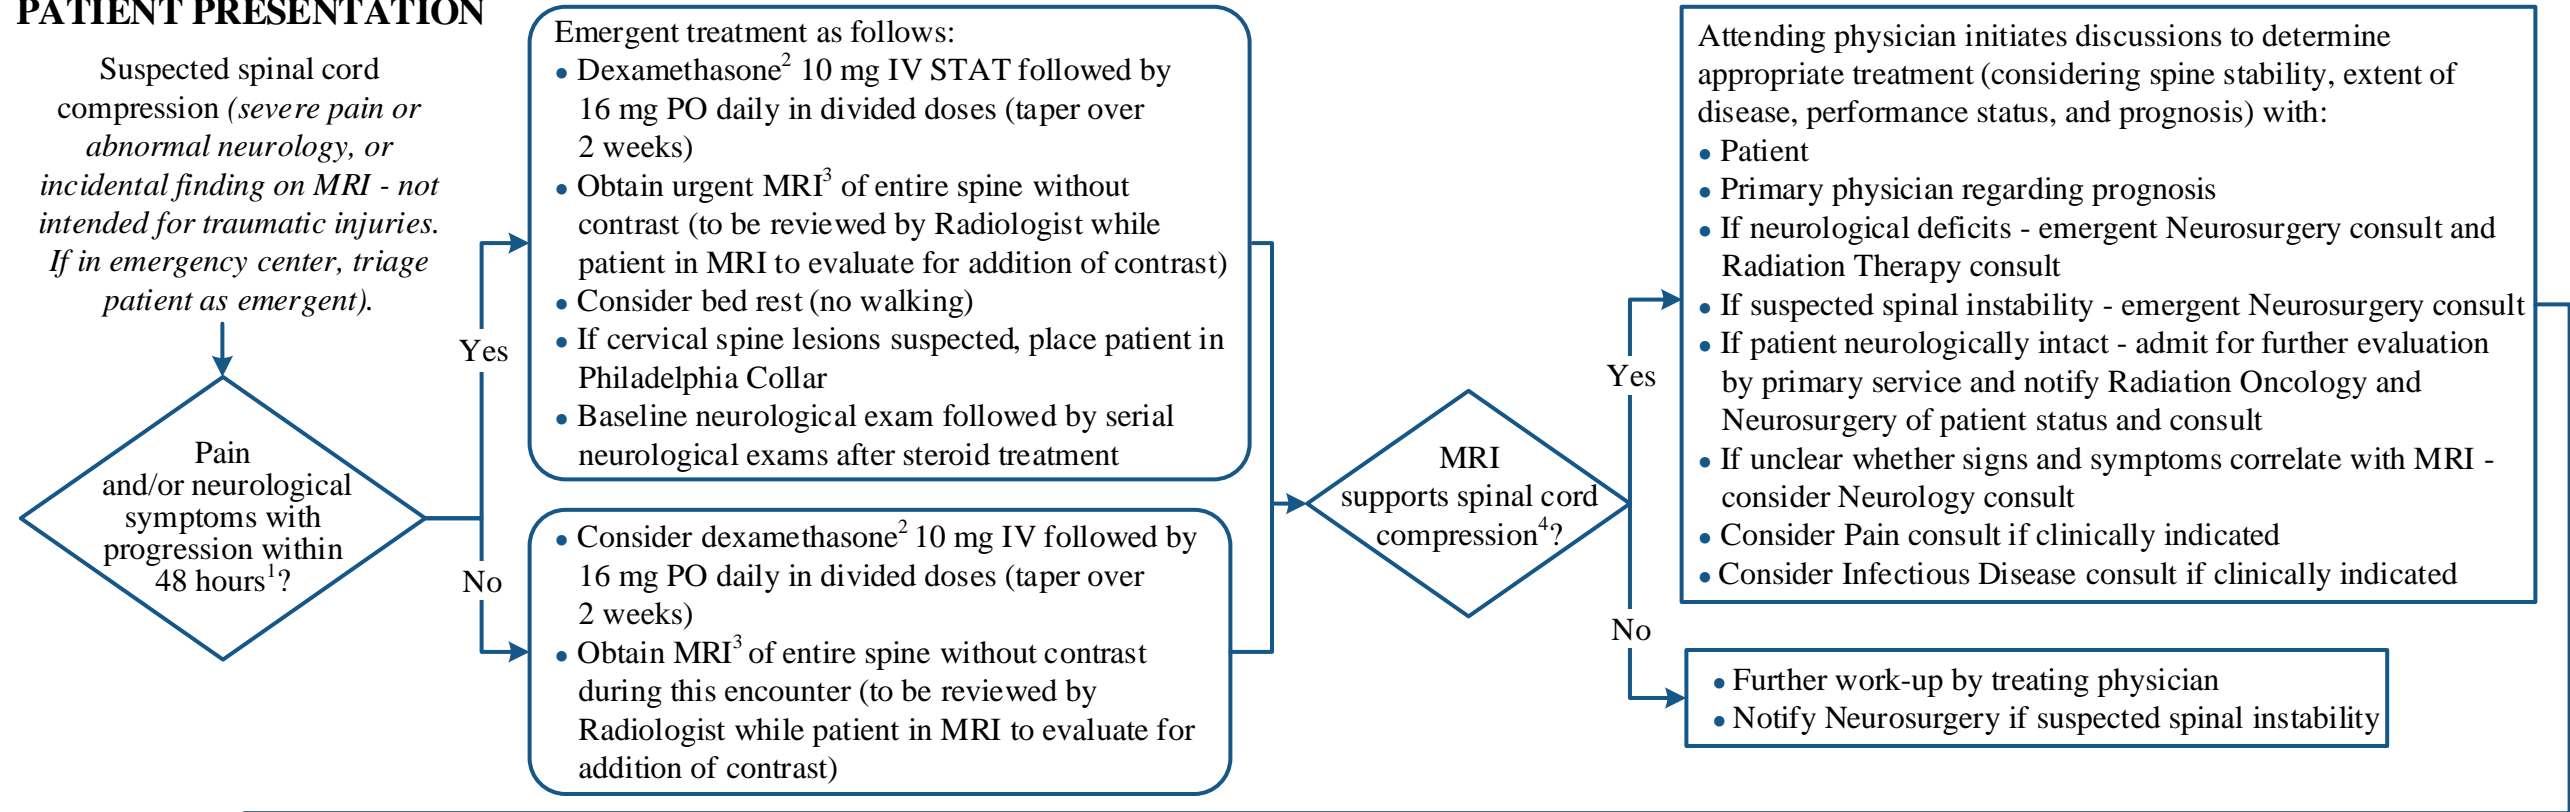 PATIENT PRESENTATION
Suspected spinal cord
compression (severe pain or
abnormal neurology, or
incidental finding on MRI - not
intended for traumatic injuries.
If in emergency center, triage
patient as emergent).
Pain
and/or neurological
symptoms with
progression within
48 hours1?
Yes
No
Emergent treatment as follows:
• Dexamethasone2 10 mg IV STAT followed by
16 mg PO daily in divided doses (taper over
2 weeks)
• Obtain urgent MRI3 of entire spine without
contrast (to be reviewed by Radiologist while
patient in MRI to evaluate for addition of contrast)
• Consider bed rest (no walking)
• If cervical spine lesions suspected, place patient in
Philadelphia Collar
• Baseline neurological exam followed by serial
neurological exams after steroid treatment
• Consider dexamethasone2 10 mg IV followed by
16 mg PO daily in divided doses (taper over
2 weeks)
• Obtain MRI3 of entire spine without contrast
during this encounter (to be reviewed by
Radiologist while patient in MRI to evaluate for
addition of contrast)
MRI
supports spinal cord
compression4?
Yes
No
Attending physician initiates discussions to determine
appropriate treatment (considering spine stability, extent of
disease, performance status, and prognosis) with:
• Patient
• Primary physician regarding prognosis
• If neurological deficits - emergent Neurosurgery consult and
Radiation Therapy consult
• If suspected spinal instability - emergent Neurosurgery consult
• If patient neurologically intact - admit for further evaluation
by primary service and notify Radiation Oncology and
Neurosurgery of patient status and consult
• If unclear whether signs and symptoms correlate with MRI -
consider Neurology consult
• Consider Pain consult if clinically indicated
• Consider Infectious Disease consult if clinically indicated
• Further work-up by treating physician
• Notify Neurosurgery if suspected spinal instability